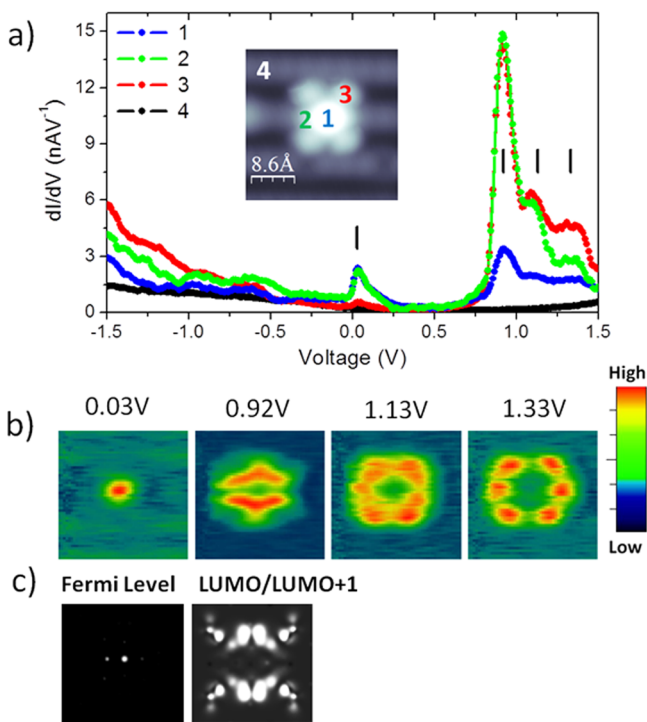 a)
dI/dV (nAV⁻¹)
15
12
9
6
3
0
1
2
3
4
4
3
2
1
8.6Å
-1.5
-1.0
-0.5
0.0
0.5
1.0
1.5
Voltage (V)
b)
0.03V
0.92V
1.13V
1.33V
High
Low
c)
Fermi Level
LUMO/LUMO+1